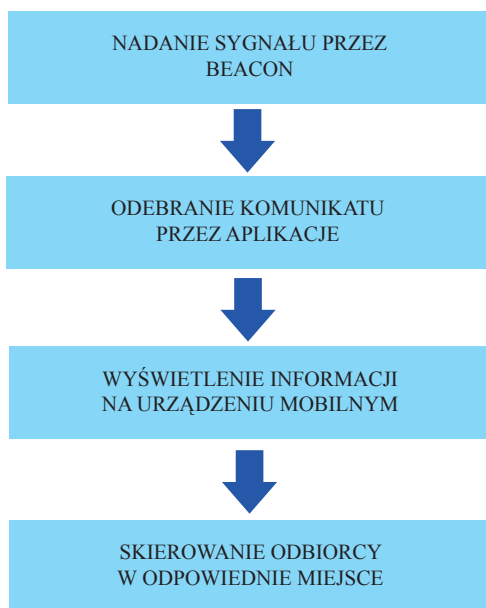 NADANIE SYGNAŁU PRZEZ
BEACON
ODEBRANIE KOMUNIKATU
PRZEZ APLIKACJE
WYŚWIETLENIE INFORMACJI
NA URZĄDZENIU MOBILNYM
SKIEROWANIE ODBIORCY
W ODPOWIEDNIE MIEJSCE